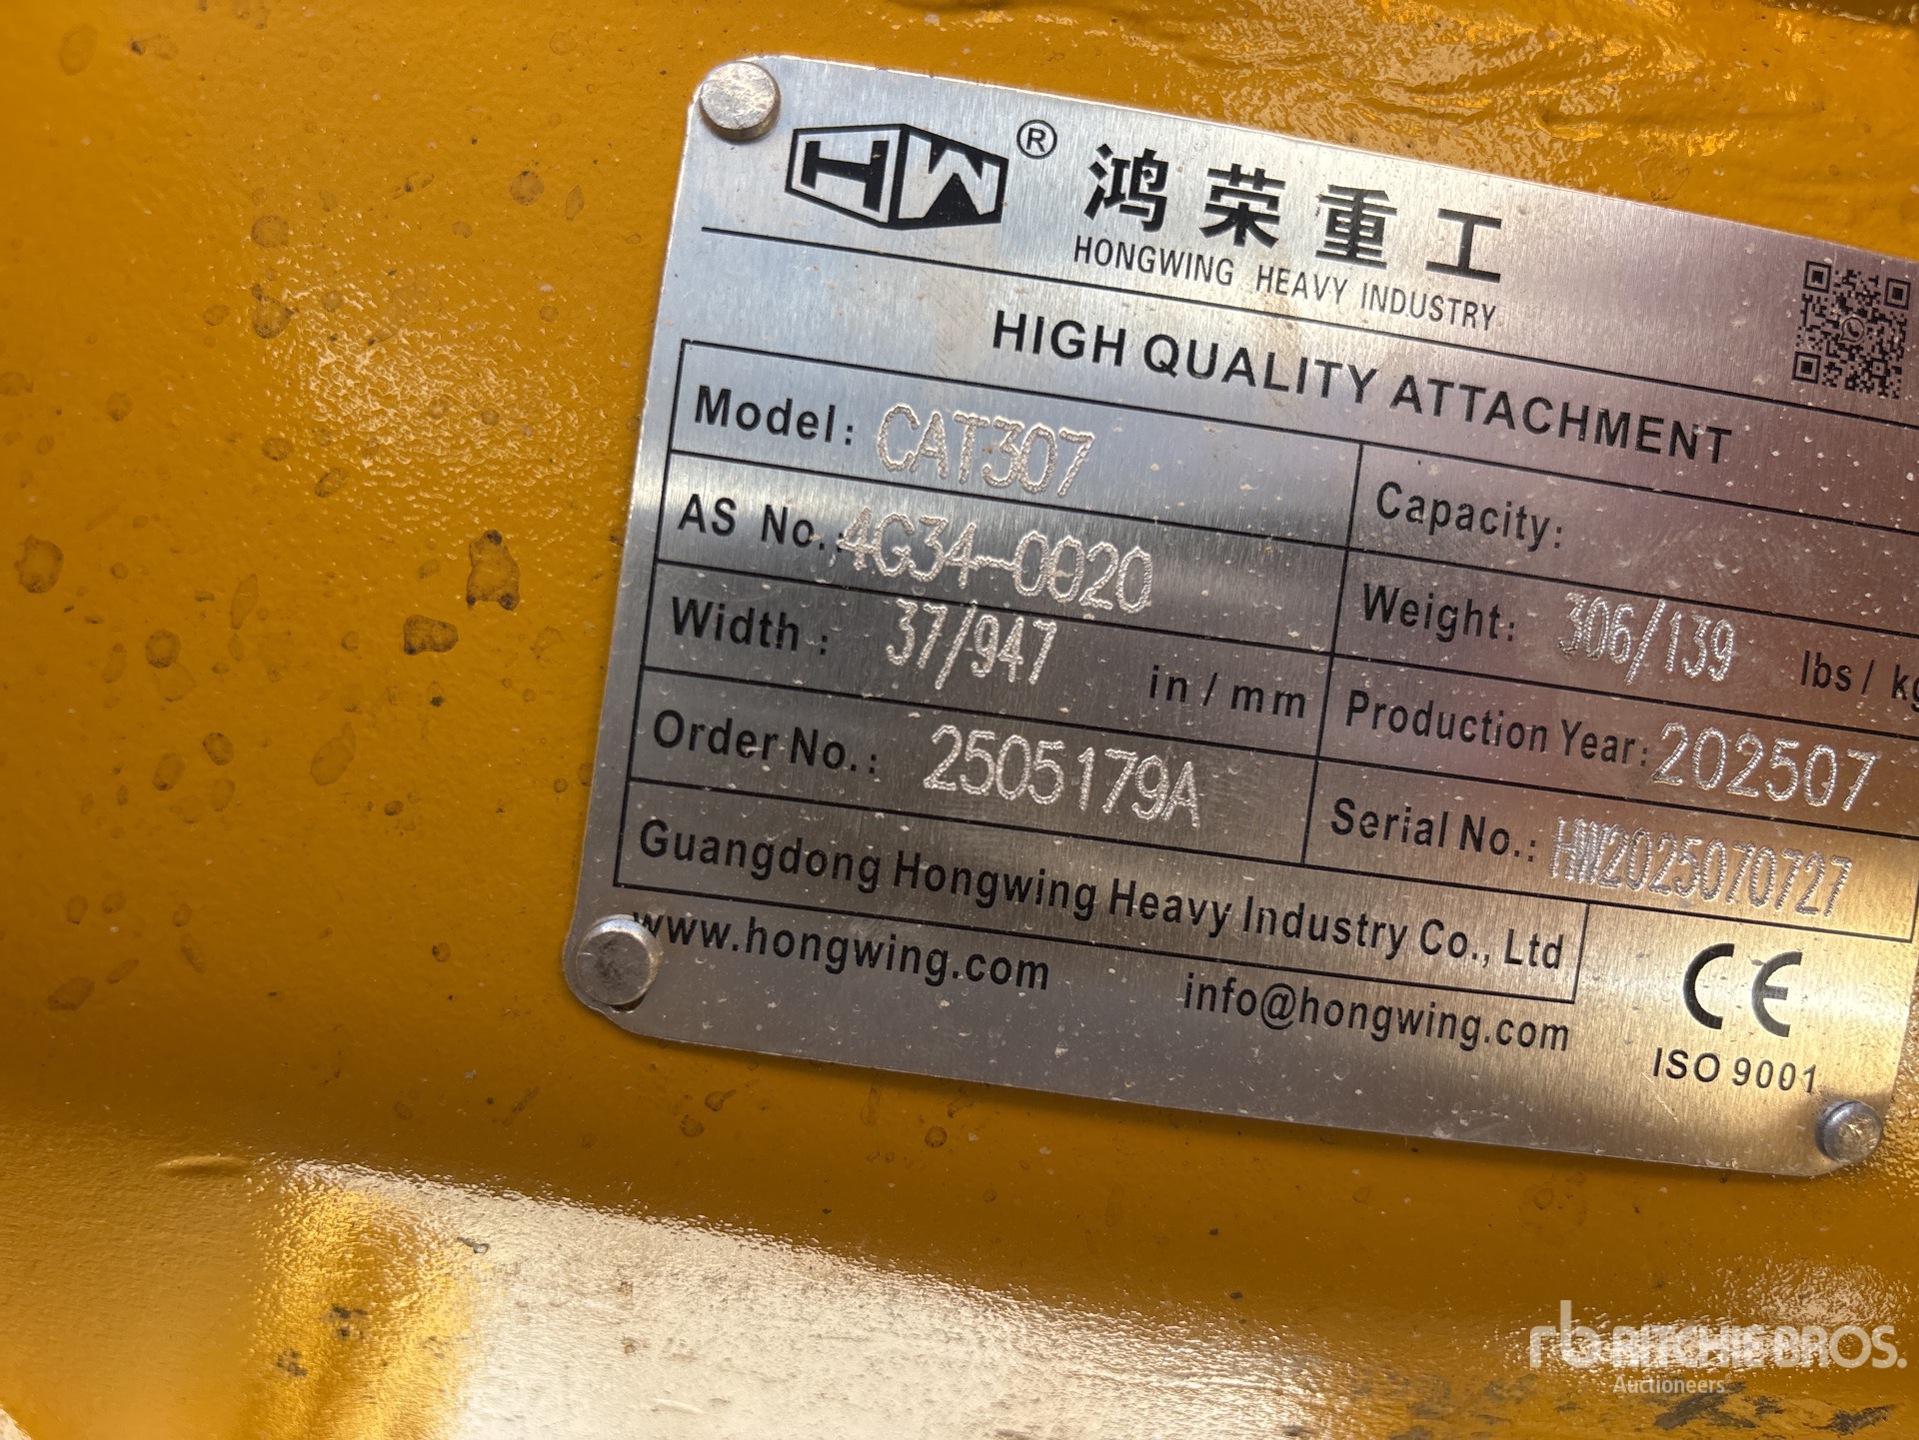 HW® 鸿荣重工
HONGWING HEAVY INDUSTRY
HIGH QUALITY ATTACHMENT
Model: CAT307
Capacity:
AS No.: 4G34-0020
Weight: 306/139 lbs / kg
Width: 37/947 in / mm
Production Year: 202507
Order No.: 2505179A
Serial No.: HW2025070727
Guangdong Hongwing Heavy Industry Co., Ltd
www.hongwing.com info@hongwing.com
CE
ISO 9001
rb RITCHIE BROS.
Auctioneers